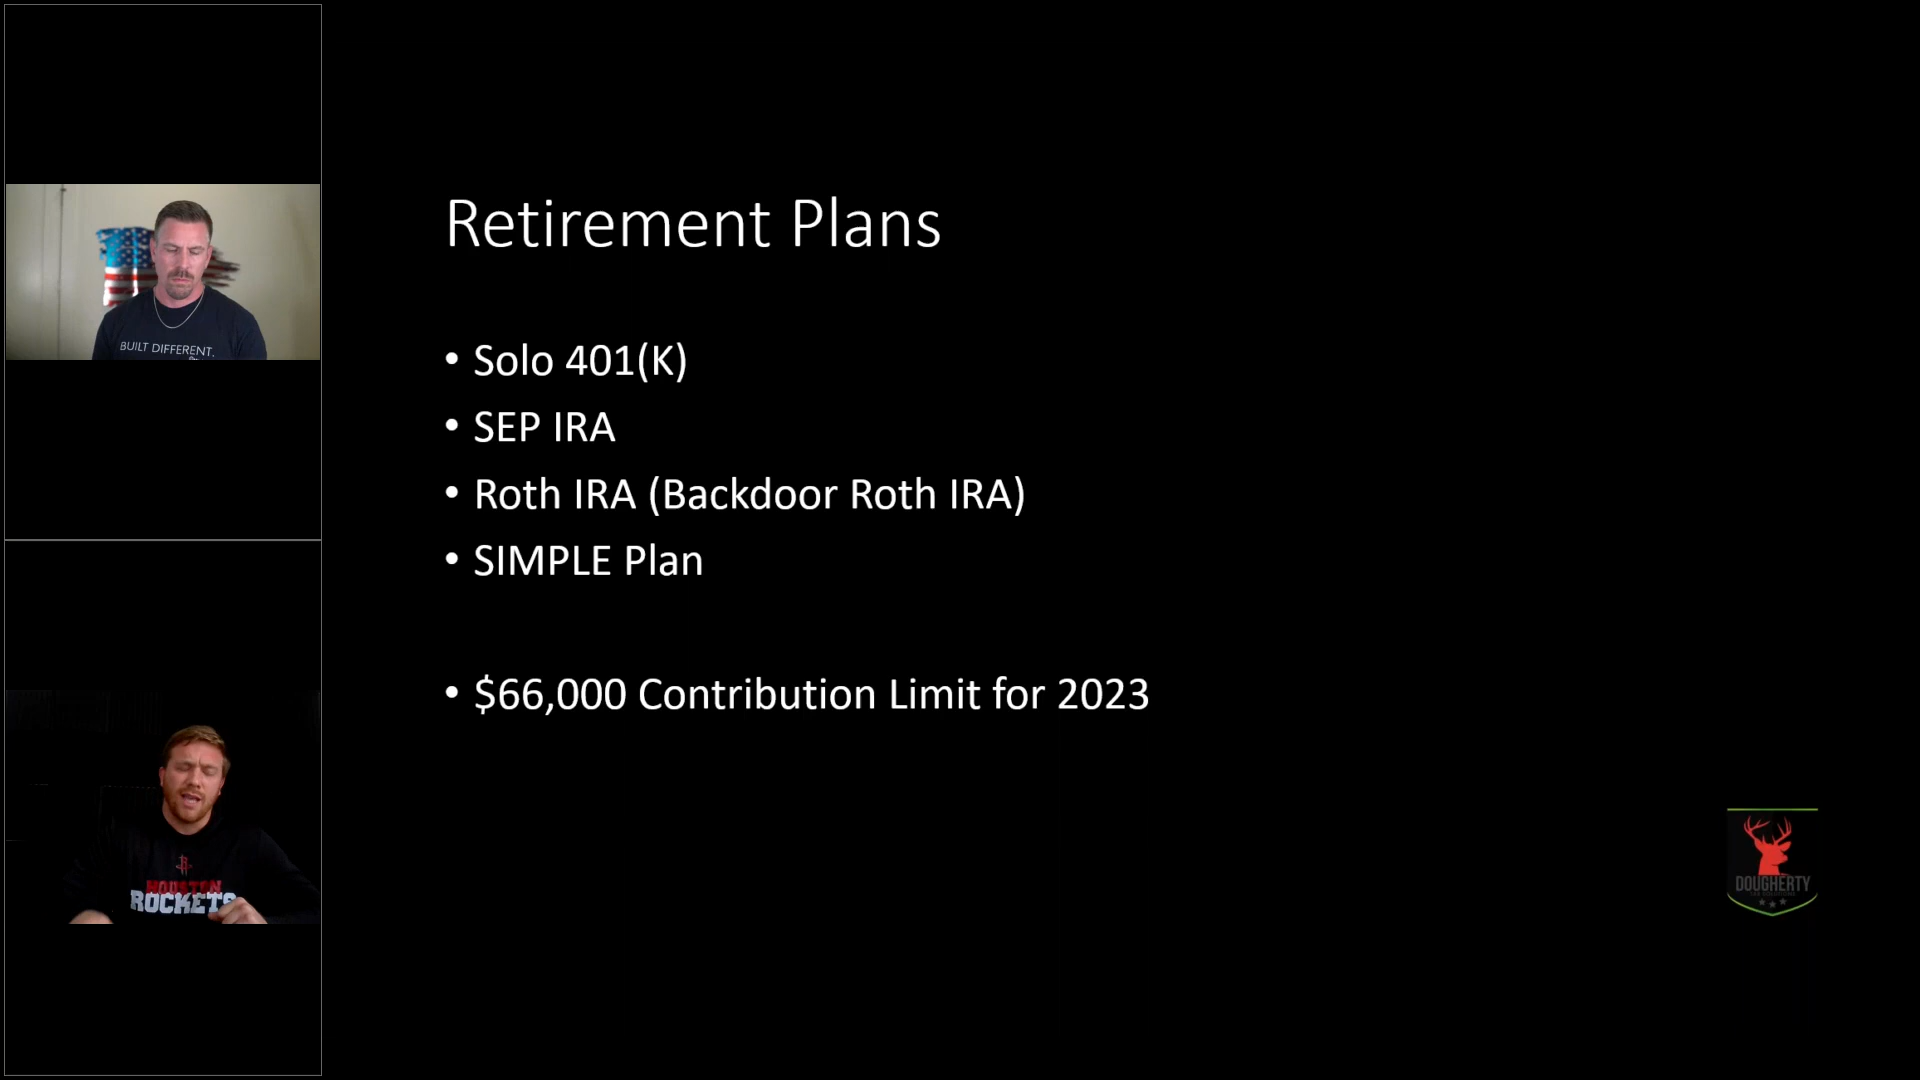 BUILT DIFFERENT.
HOUSTON
ROCKETS
Retirement Plans
• Solo 401(K)
• SEP IRA
• Roth IRA (Backdoor Roth IRA)
• SIMPLE Plan
• $66,000 Contribution Limit for 2023
DOUGHERTY